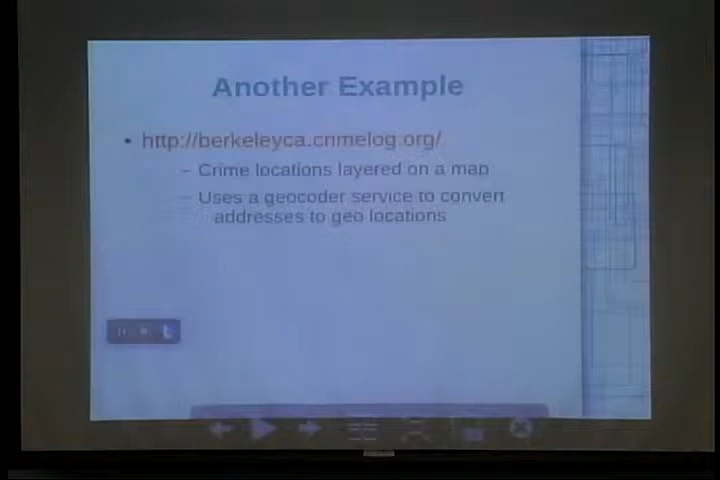 Another Example
• http://berkeleyca.crimelog.org/
– Crime locations layered on a map
– Uses a geocoder service to convert
addresses to geo locations